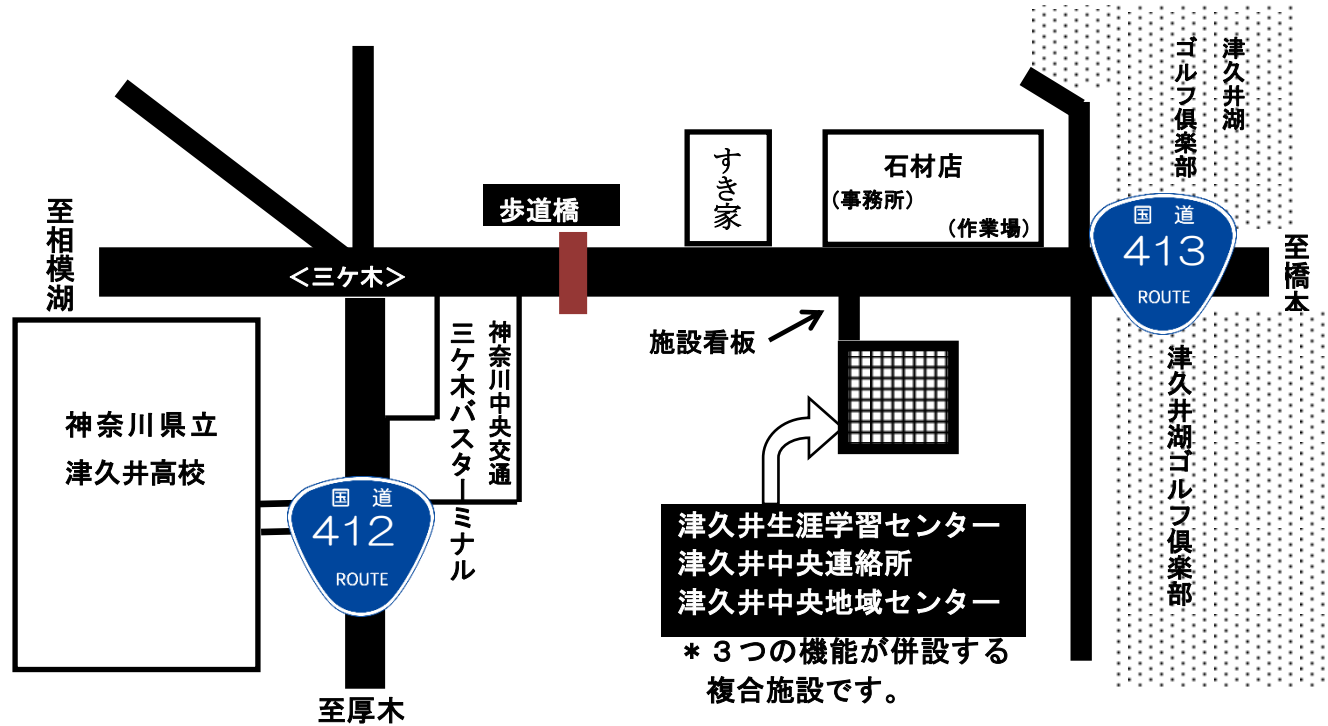 津久井湖
ゴルフ倶楽部
すき家
石材店
(事務所)
(作業場)
歩道橋
至相模湖
＜三ケ木＞
国道
413
ROUTE
至橋本
施設看板
神奈川中央交通
三ケ木バスターミナル
神奈川県立
津久井高校
国道
412
ROUTE
至厚木
津久井湖ゴルフ倶楽部
津久井生涯学習センター
津久井中央連絡所
津久井中央地域センター
＊３つの機能が併設する
複合施設です。